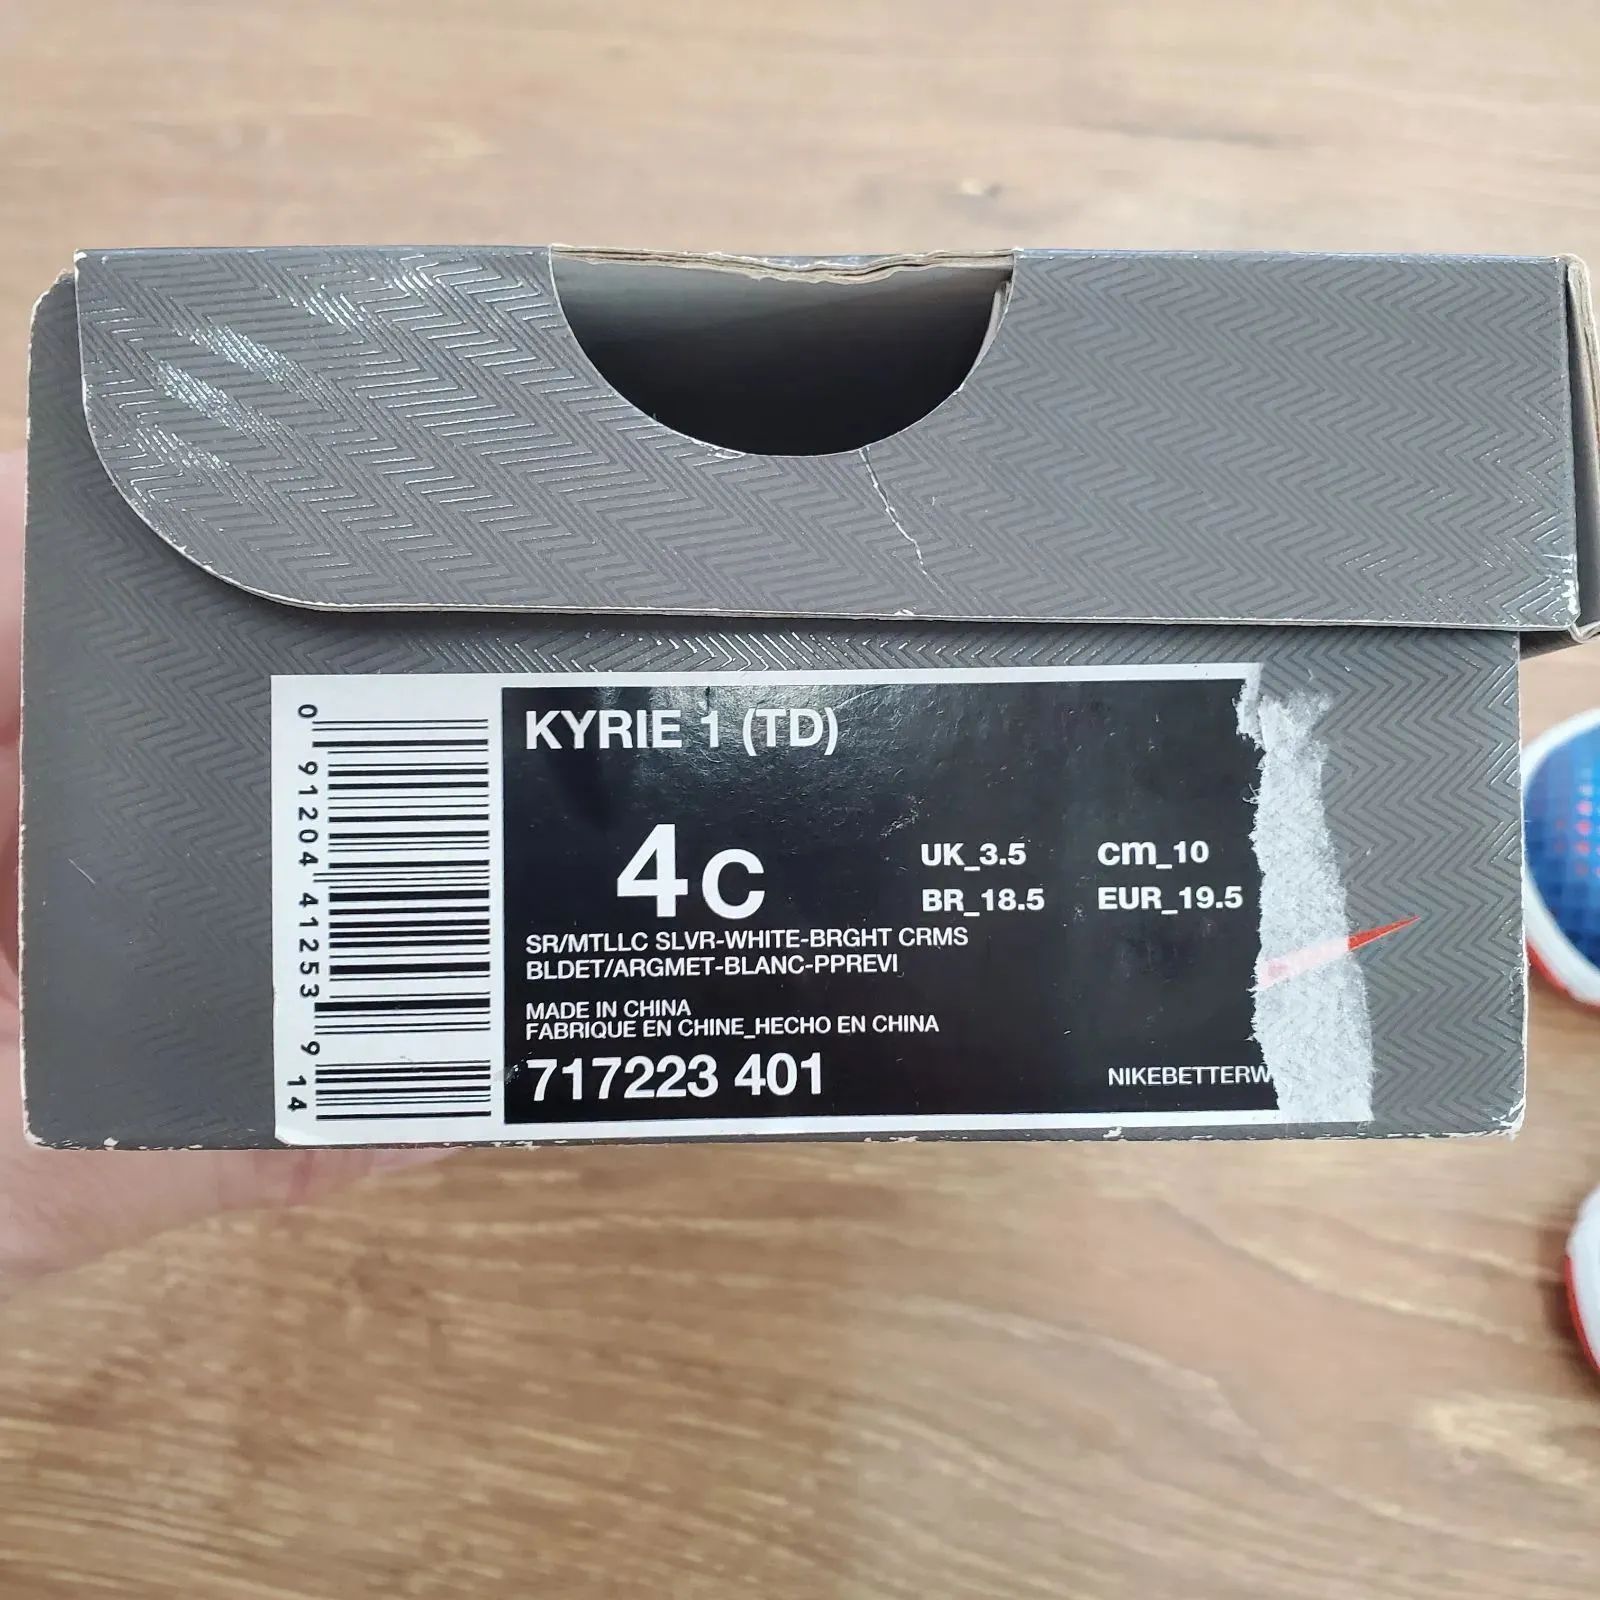 KYRIE 1 (TD)
4C
UK_3.5 cm_10
BR_18.5 EUR_19.5
SR/MTLLC SLVR-WHITE-BRGHT CRMS
BLDET/ARGMET-BLANC-PPREVI
MADE IN CHINA
FABRIQUE EN CHINE_HECHO EN CHINA
717223 401
NIKEBETTERW
0 91204 41253 9 14